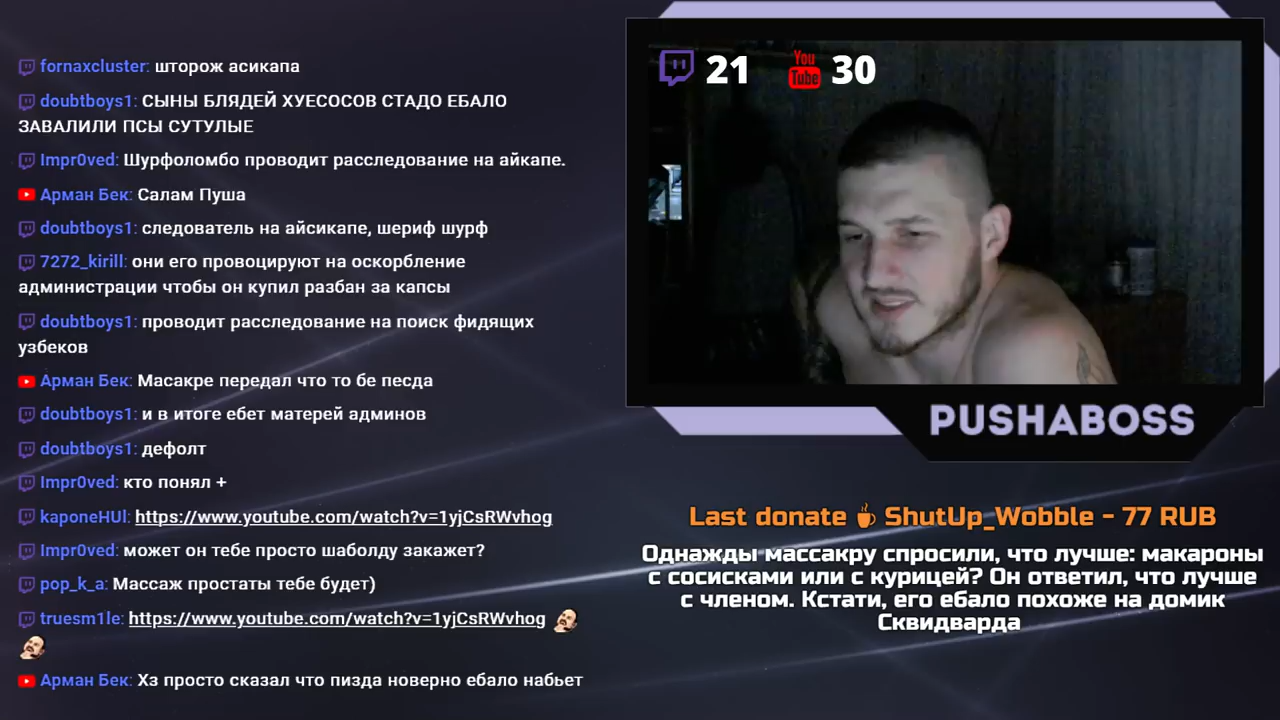 fornaxcluster: шторож асикапа
doubtboys1: СЫНЫ БЛЯДЕЙ ХУЕСОСОВ СТАДО ЕБАЛО
ЗАВАЛИЛИ ПСЫ СУТУЛЫЕ
Impr0ved: Шурфоломбо проводит расследование на айкапе.
Арман Бек: Салам Пуша
doubtboys1: следователь на айсикапе, шериф шурф
7272_kirill: они его провоцируют на оскорбление
администрации чтобы он купил разбан за капсы
doubtboys1: проводит расследование на поиск фидящих
узбеков
Арман Бек: Масакре передал что то бе песда
doubtboys1: и в итоге ебет матерей админов
doubtboys1: дефолт
Impr0ved: кто понял +
kaponeHUl: https://www.youtube.com/watch?v=1yjCsRWvhog
Impr0ved: может он тебе просто шаболду закажет?
pop_k_a: Массаж простаты тебе будет)
truesm1le: https://www.youtube.com/watch?v=1yjCsRWvhog
Арман Бек: Хз просто сказал что пизда новерно ебало набьет
21 You Tube 30
PUSHABOSS
Last donate ShutUp_Wobble - 77 RUB
Однажды массакру спросили, что лучше: макароны
с сосисками или с курицей? Он ответил, что лучше
с членом. Кстати, его ебало похоже на домик
Сквидварда